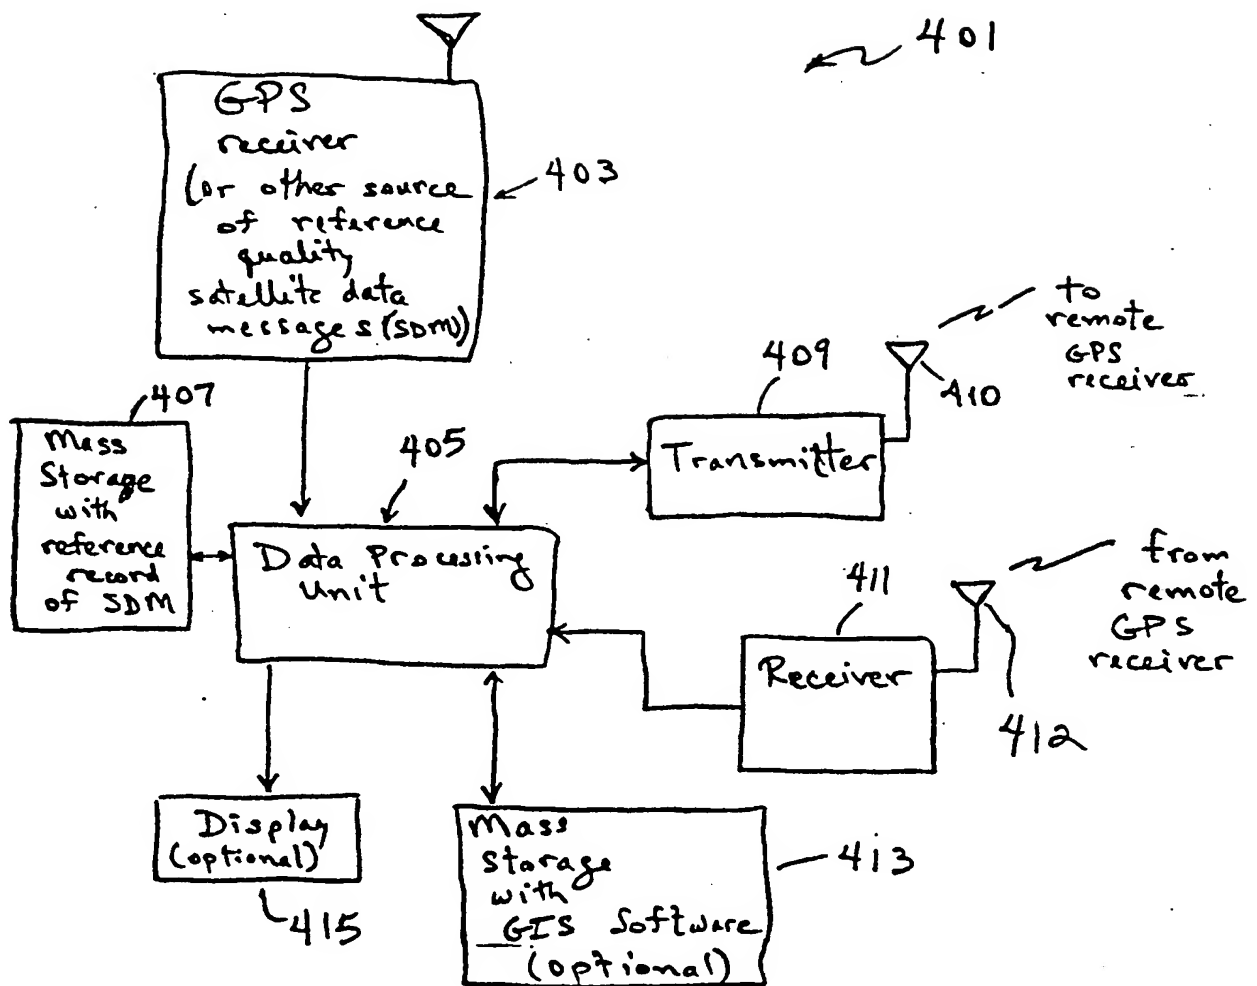 401
GPS
receiver
(or other source
of reference
quality
satellite data
messages (SDM))
403
to
remote
GPS
receiver
409
410
407
Mass
Storage
with
reference
record
of SDM
405
Transmitter
Data Processing
Unit
from
remote
GPS
receiver
411
Receiver
412
Display
(optional)
415
Mass
Storage
with
GIS Software
(optional)
413